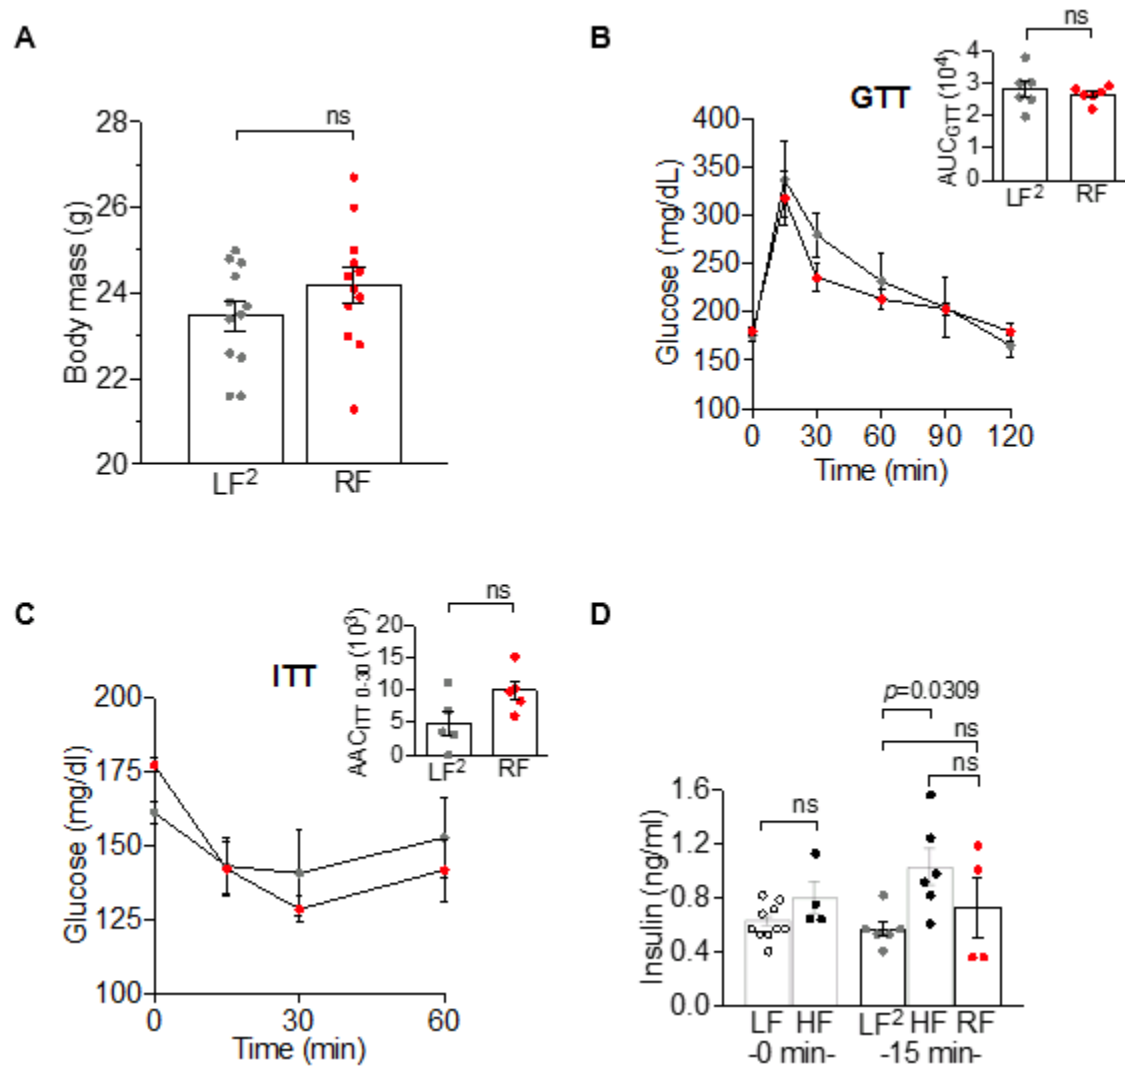 A
ns
Body mass (g)
28
26
24
22
20
LF² RF
B
GTT
ns
AUC_GTT (10⁴)
4
3
2
1
0
LF² RF
Glucose (mg/dL)
400
350
300
250
200
150
100
0 30 60 90 120
Time (min)
C
ITT
ns
AAC_ITT 0-30 (10³)
20
15
10
5
0
LF² RF
Glucose (mg/dl)
200
175
150
125
100
0 30 60
Time (min)
D
p=0.0309
ns
ns
ns
Insulin (ng/ml)
1.6
1.2
0.8
0.4
0.0
LF HF LF² HF RF
-0 min- -15 min-